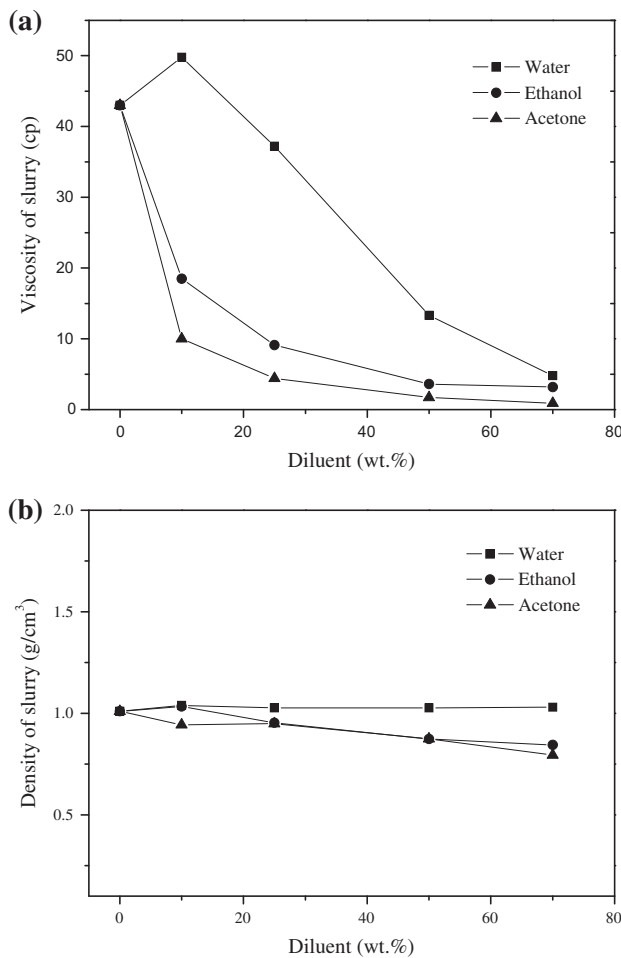 (a)
50
40
30
20
10
0
Viscosity of slurry (cp)
Water
Ethanol
Acetone
0 20 40 60 80
Diluent (wt.%)
(b)
2.0
1.5
1.0
0.5
Density of slurry (g/cm³)
Water
Ethanol
Acetone
0 20 40 60 80
Diluent (wt.%)